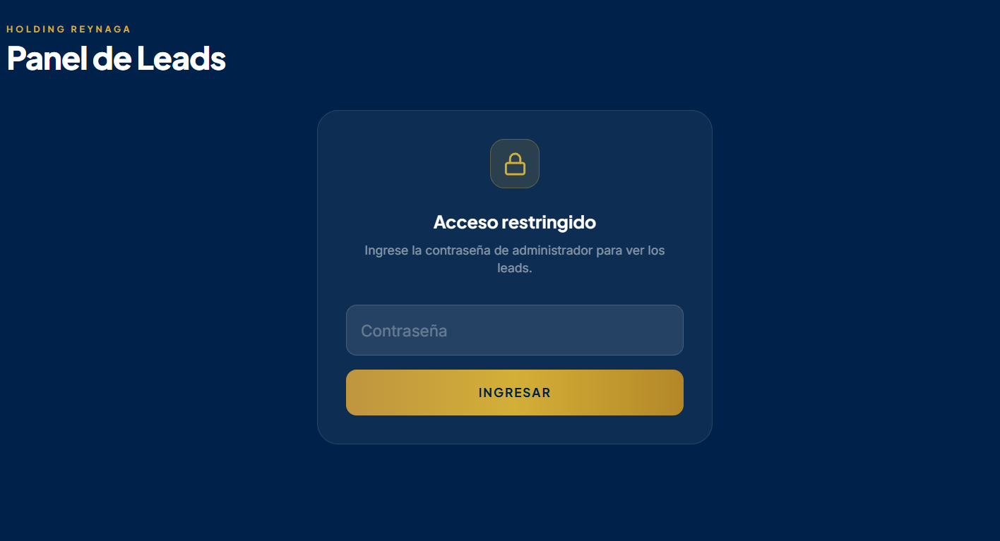 HOLDING REYNAGA
Panel de Leads
Acceso restringido
Ingrese la contraseña de administrador para ver los
leads.
Contraseña
INGRESAR